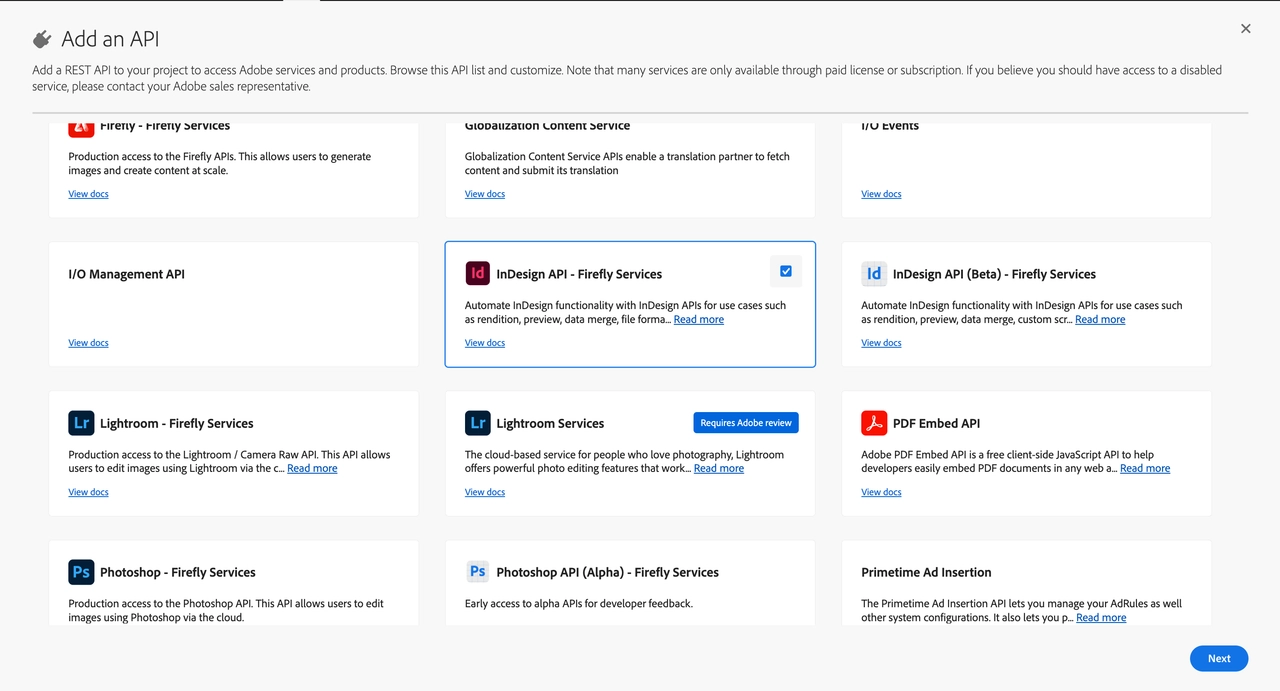 Add an API
Add a REST API to your project to access Adobe services and products. Browse this API list and customize. Note that many services are only available through paid license or subscription. If you believe you should have access to a disabled
service, please contact your Adobe sales representative.
Firefly - Firefly Services
Production access to the Firefly APIs. This allows users to generate
images and create content at scale.
View docs
Globalization Content Service
Globalization Content Service APIs enable a translation partner to fetch
content and submit its translation
View docs
I/O Events
View docs
I/O Management API
View docs
Id InDesign API - Firefly Services
Automate InDesign functionality with InDesign APIs for use cases such
as rendition, preview, data merge, file forma... Read more
View docs
Id InDesign API (Beta) - Firefly Services
Automate InDesign functionality with InDesign APIs for use cases such
as rendition, preview, data merge, custom scr... Read more
View docs
Lr Lightroom - Firefly Services
Production access to the Lightroom / Camera Raw API. This API allows
users to edit images using Lightroom via the c... Read more
View docs
Lr Lightroom Services Requires Adobe review
The cloud-based service for people who love photography, Lightroom
offers powerful photo editing features that work... Read more
View docs
PDF Embed API
Adobe PDF Embed API is a free client-side JavaScript API to help
developers easily embed PDF documents in any web a... Read more
View docs
Ps Photoshop - Firefly Services
Production access to the Photoshop API. This API allows users to edit
images using Photoshop via the cloud.
Ps Photoshop API (Alpha) - Firefly Services
Early access to alpha APIs for developer feedback.
Primetime Ad Insertion
The Primetime Ad Insertion API lets you manage your AdRules as well
other system configurations. It also lets you p... Read more
Next